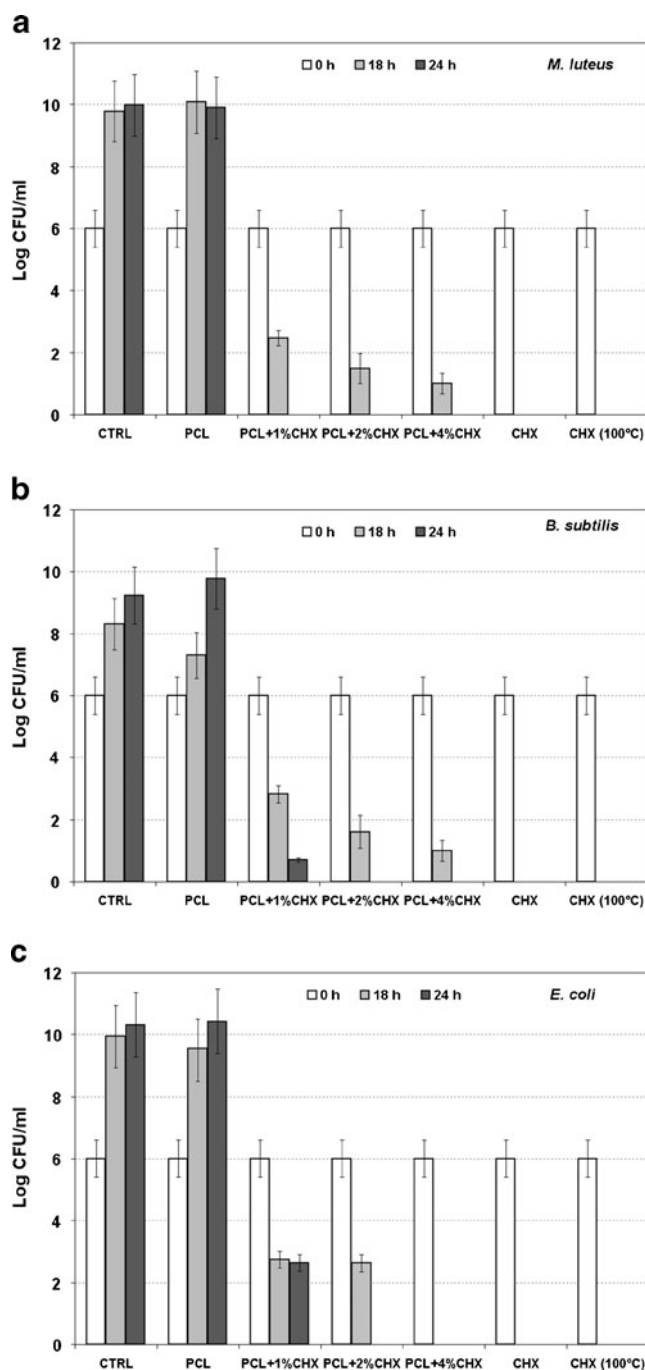 a
12
0 h 18 h 24 h M. luteus
10
8
6
4
2
0
Log CFU/ml
CTRL PCL PCL+1%CHX PCL+2%CHX PCL+4%CHX CHX CHX (100ºC)
b
12
0 h 18 h 24 h B. subtilis
10
8
6
4
2
0
Log CFU/ml
CTRL PCL PCL+1%CHX PCL+2%CHX PCL+4%CHX CHX CHX (100ºC)
c
12
0 h 18 h 24 h E. coli
10
8
6
4
2
0
Log CFU/ml
CTRL PCL PCL+1%CHX PCL+2%CHX PCL+4%CHX CHX CHX (100ºC)